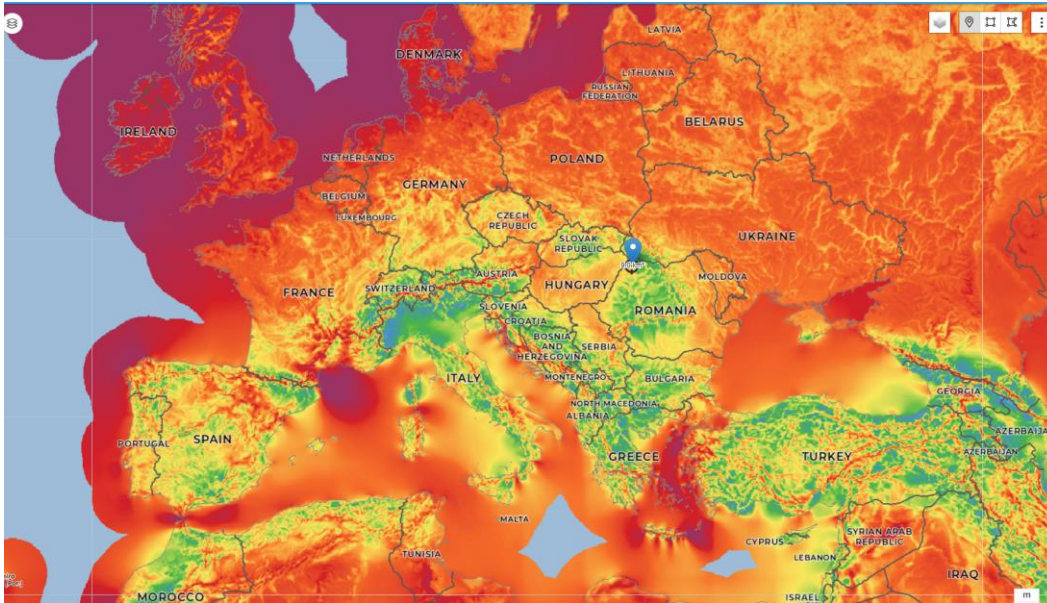 LATVIA
DENMARK
LITHUANIA
RUSSIAN
FEDERATION
BELARUS
IRELAND
NETHERLANDS
POLAND
GERMANY
BELGIUM
LUXEMBOURG
CZECH
REPUBLIC
UKRAINE
SLOVAK
REPUBLIC
AUSTRIA
MOLDOVA
FRANCE
SWITZERLAND
HUNGARY
SLOVENIA
ROMANIA
CROATIA
BOSNIA
AND
HERZEGOVINA
SERBIA
ITALY
MONTENEGRO
BULGARIA
GEORGIA
NORTH MACEDONIA
ALBANIA
AZERBAIJA
PORTUGAL
SPAIN
GREECE
TURKEY
AZERBAIJAN
MALTA
SYRIAN ARAB
REPUBLIC
CYPRUS
TUNISIA
LEBANON
IRAQ
MOROCCO
ISRAEL
m